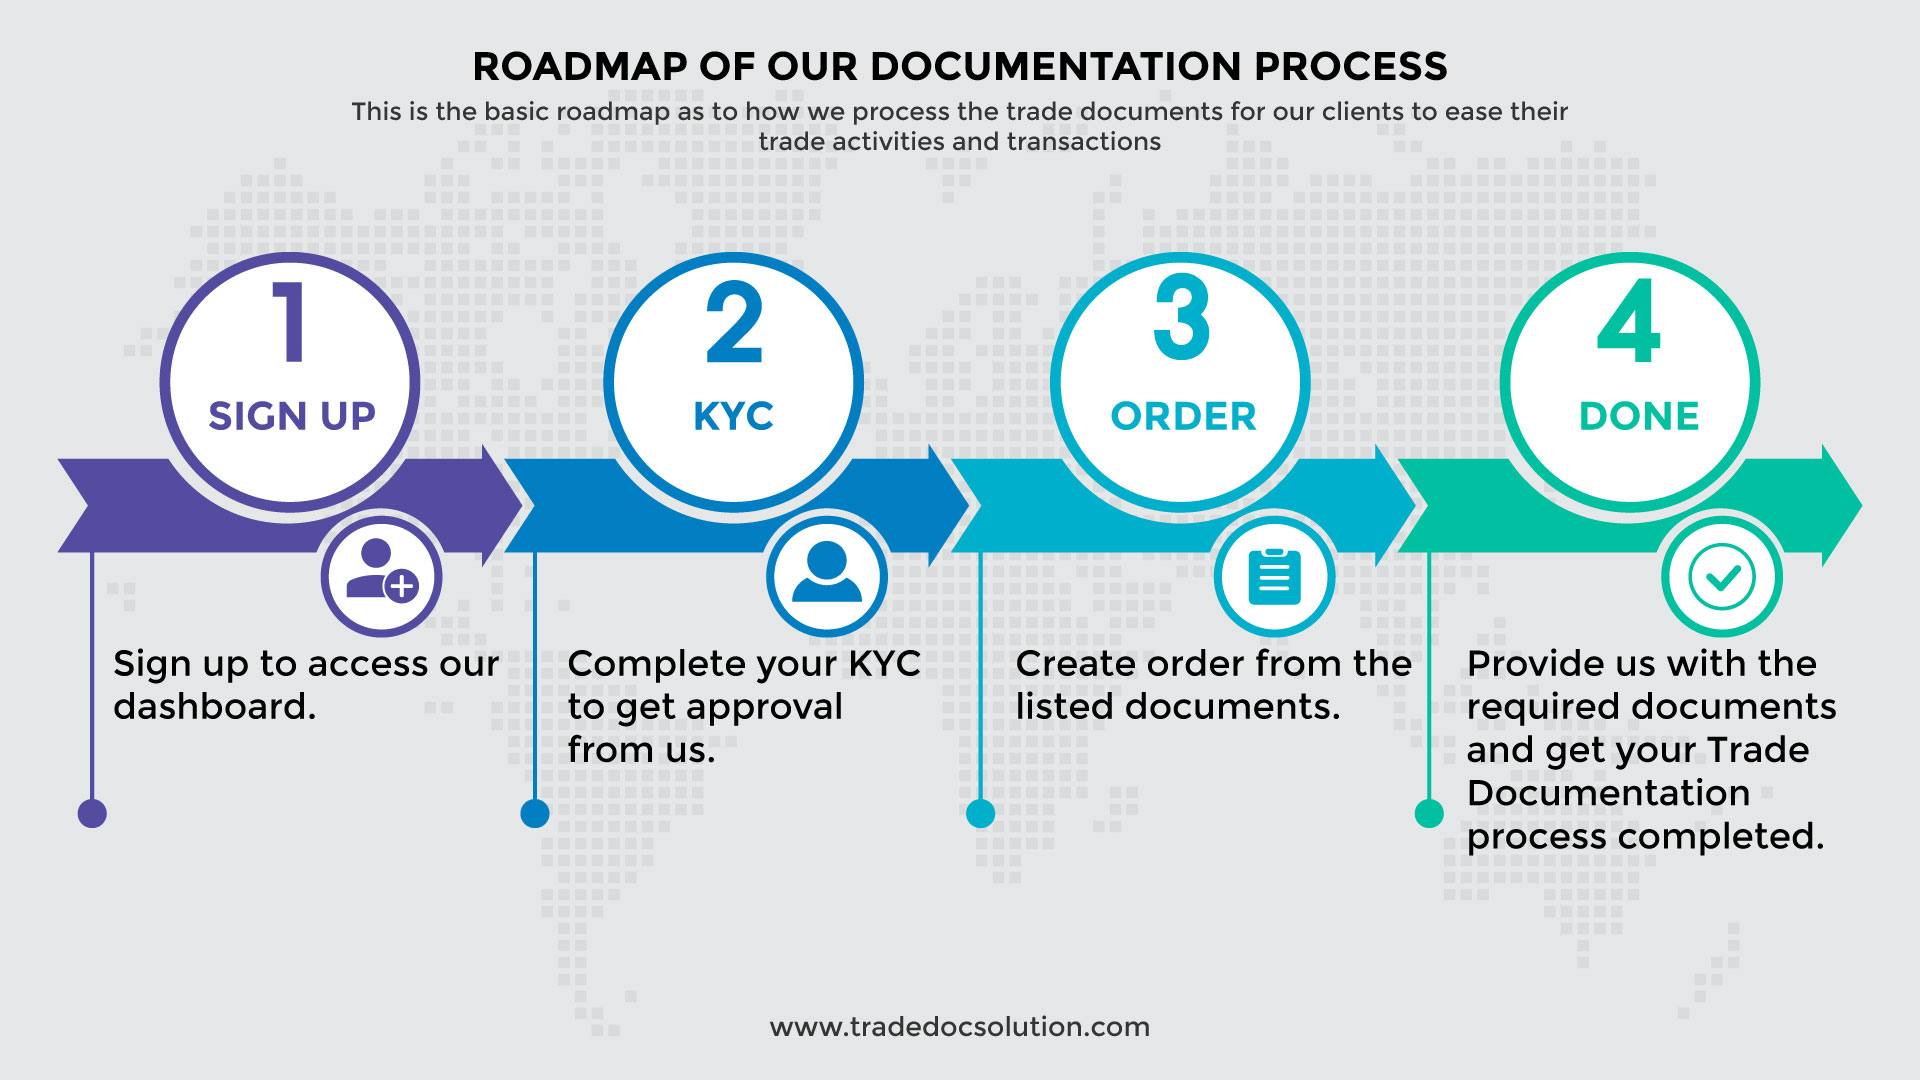 ROADMAP OF OUR DOCUMENTATION PROCESS
This is the basic roadmap as to how we process the trade documents for our clients to ease their
trade activities and transactions
1
SIGN UP
Sign up to access our
dashboard.
2
KYC
Complete your KYC
to get approval
from us.
3
ORDER
Create order from the
listed documents.
4
DONE
Provide us with the
required documents
and get your Trade
Documentation
process completed.
www.tradedocsolution.com